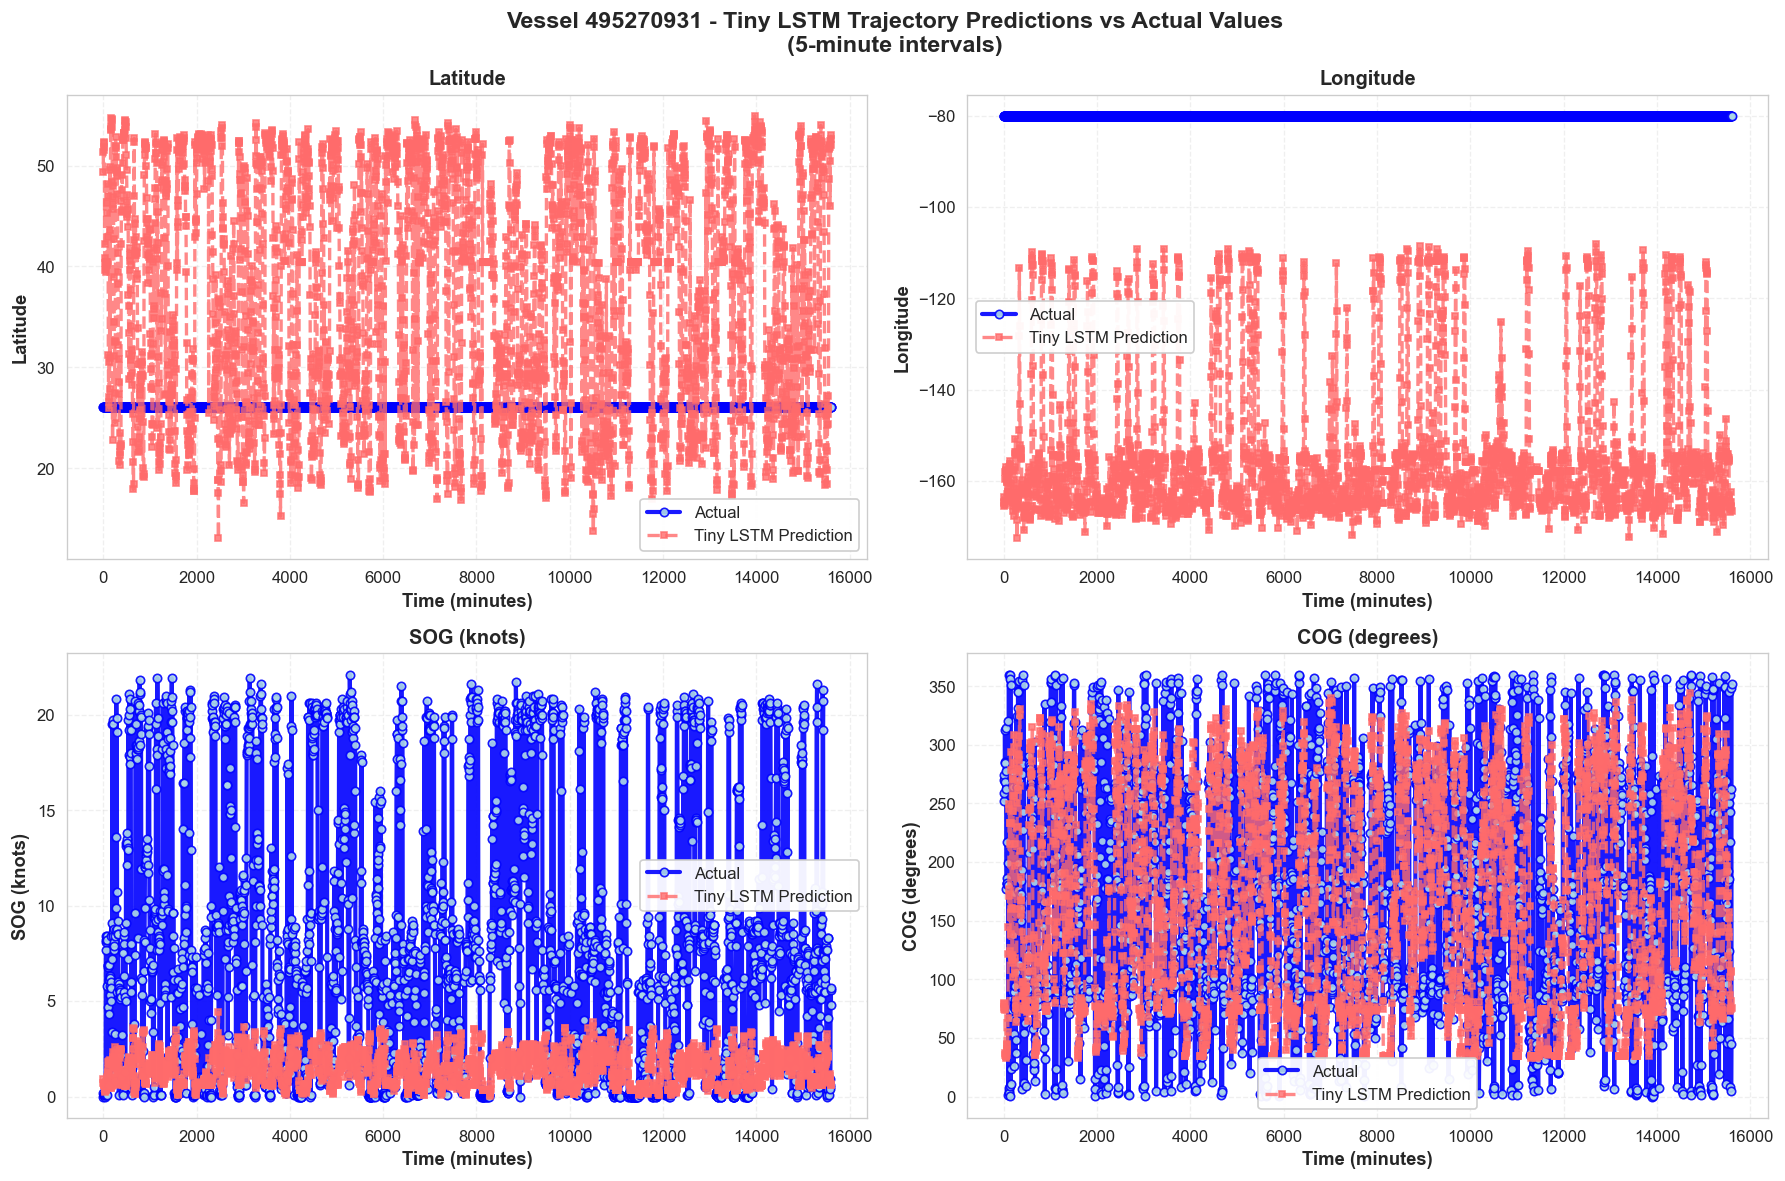 Vessel 495270931 - Tiny LSTM Trajectory Predictions vs Actual Values
(5-minute intervals)
Latitude
Latitude
50
40
30
20
0 2000 4000 6000 8000 10000 12000 14000 16000
Time (minutes)
Actual
Tiny LSTM Prediction
Longitude
Longitude
−80
−100
−120
−140
−160
0 2000 4000 6000 8000 10000 12000 14000 16000
Time (minutes)
Actual
Tiny LSTM Prediction
SOG (knots)
SOG (knots)
20
15
10
5
0
0 2000 4000 6000 8000 10000 12000 14000 16000
Time (minutes)
Actual
Tiny LSTM Prediction
COG (degrees)
COG (degrees)
350
300
250
200
150
100
50
0
0 2000 4000 6000 8000 10000 12000 14000 16000
Time (minutes)
Actual
Tiny LSTM Prediction